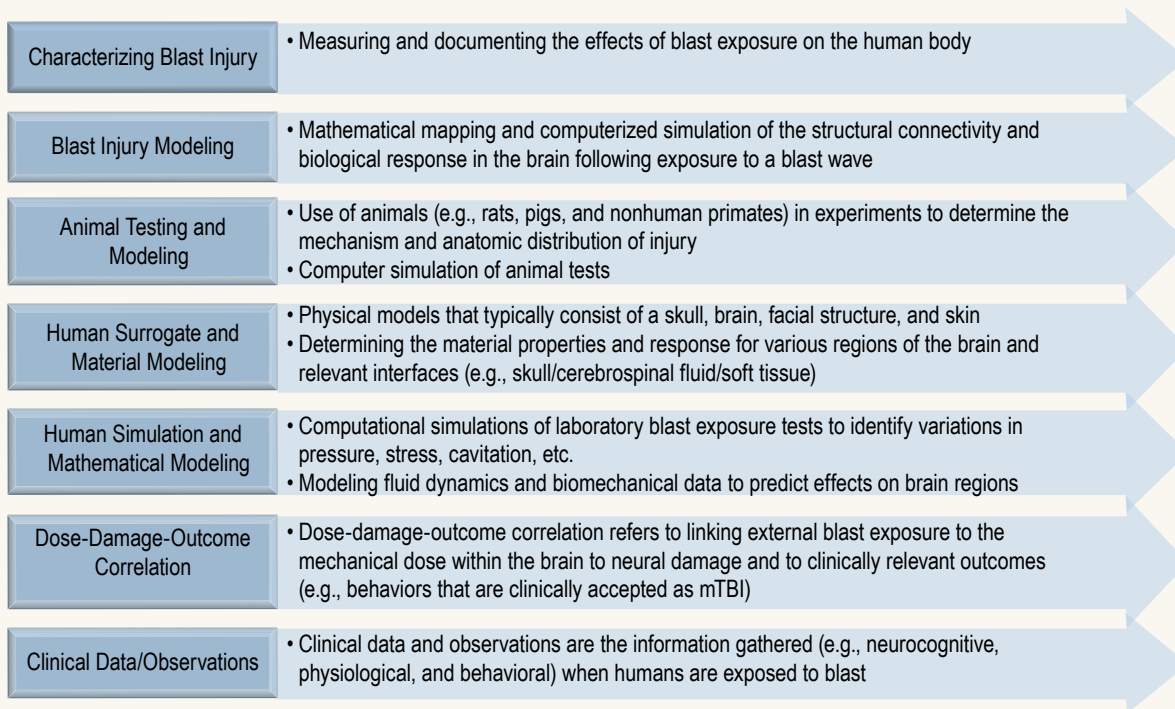 Characterizing Blast Injury
• Measuring and documenting the effects of blast exposure on the human body
Blast Injury Modeling
• Mathematical mapping and computerized simulation of the structural connectivity and
biological response in the brain following exposure to a blast wave
Animal Testing and
Modeling
• Use of animals (e.g., rats, pigs, and nonhuman primates) in experiments to determine the
mechanism and anatomic distribution of injury
• Computer simulation of animal tests
Human Surrogate and
Material Modeling
• Physical models that typically consist of a skull, brain, facial structure, and skin
• Determining the material properties and response for various regions of the brain and
relevant interfaces (e.g., skull/cerebrospinal fluid/soft tissue)
Human Simulation and
Mathematical Modeling
• Computational simulations of laboratory blast exposure tests to identify variations in
pressure, stress, cavitation, etc.
• Modeling fluid dynamics and biomechanical data to predict effects on brain regions
Dose-Damage-Outcome
Correlation
• Dose-damage-outcome correlation refers to linking external blast exposure to the
mechanical dose within the brain to neural damage and to clinically relevant outcomes
(e.g., behaviors that are clinically accepted as mTBI)
Clinical Data/Observations
• Clinical data and observations are the information gathered (e.g., neurocognitive,
physiological, and behavioral) when humans are exposed to blast